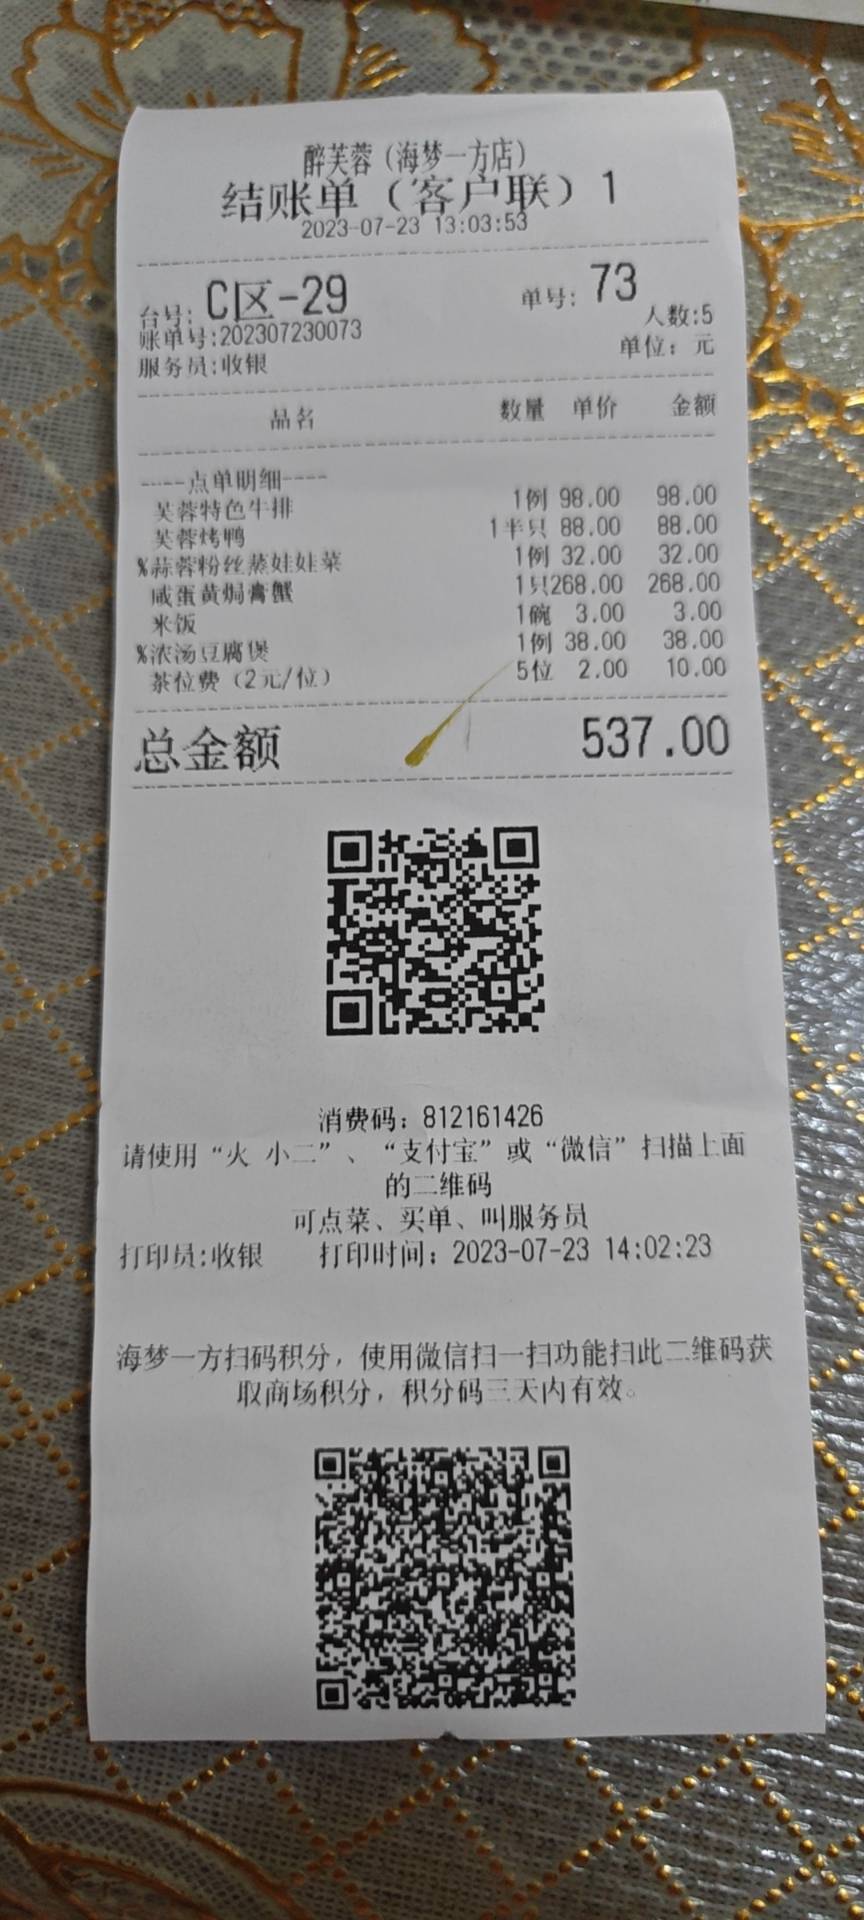 醉芙蓉（海梦一方店）
结账单（客户联）1
2023-07-23 13:03:53
台号: C区-29 单号: 73
账单号:202307230073 人数:5
服务员:收银 单位：元
品名 数量 单价 金额
----点单明细----
芙蓉特色牛排 1例 98.00 98.00
芙蓉烤鸭 1半只 88.00 88.00
%蒜蓉粉丝蒸娃娃菜 1例 32.00 32.00
咸蛋黄焗膏蟹 1只268.00 268.00
米饭 1碗 3.00 3.00
%浓汤豆腐煲 1例 38.00 38.00
茶位费（2元/位） 5位 2.00 10.00
总金额 537.00
消费码：812161426
请使用“火 小二”、“支付宝”或“微信”扫描上面
的二维码
可点菜、买单、叫服务员
打印员:收银 打印时间：2023-07-23 14:02:23
海梦一方扫码积分，使用微信扫一扫功能扫此二维码获
取商场积分，积分码三天内有效。